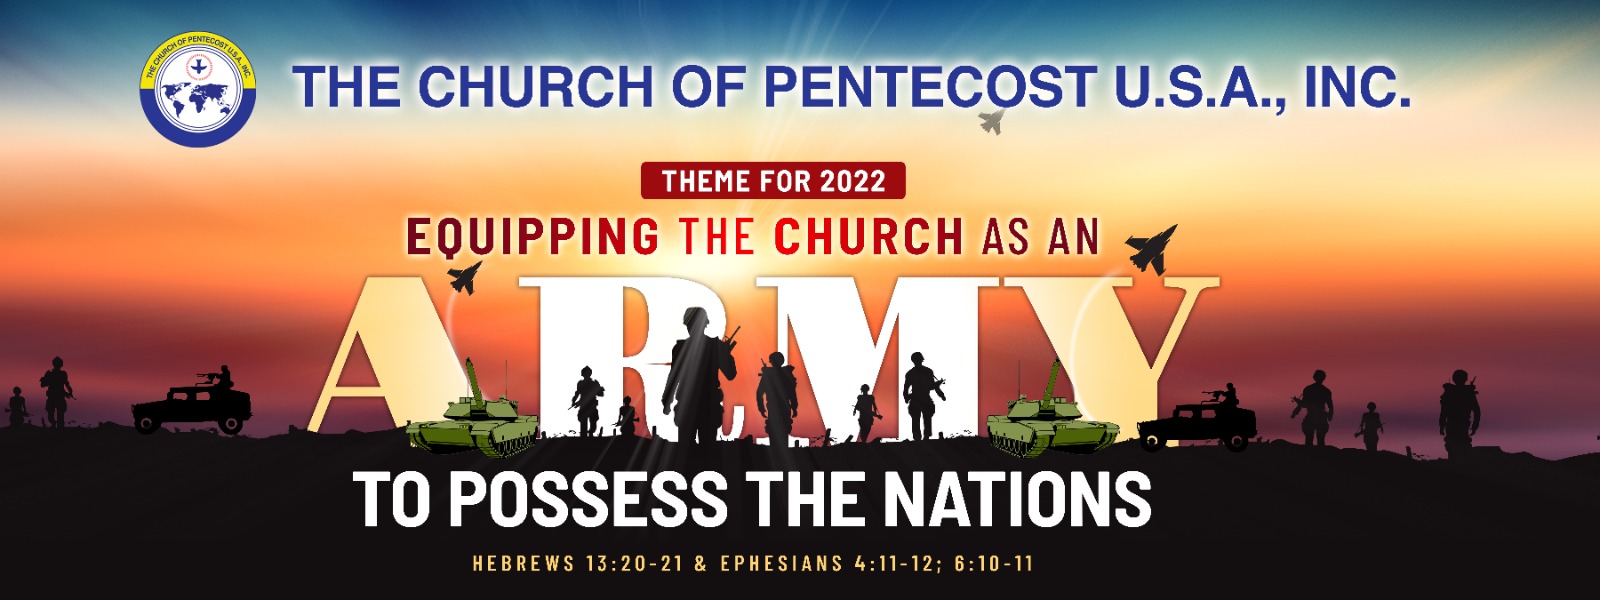 THE CHURCH OF PENTECOST U.S.A., INC.
THE CHURCH OF PENTECOST U.S.A., INC.
THEME FOR 2022
EQUIPPING THE CHURCH AS AN
ARMY
TO POSSESS THE NATIONS
HEBREWS 13:20-21 & EPHESIANS 4:11-12; 6:10-11